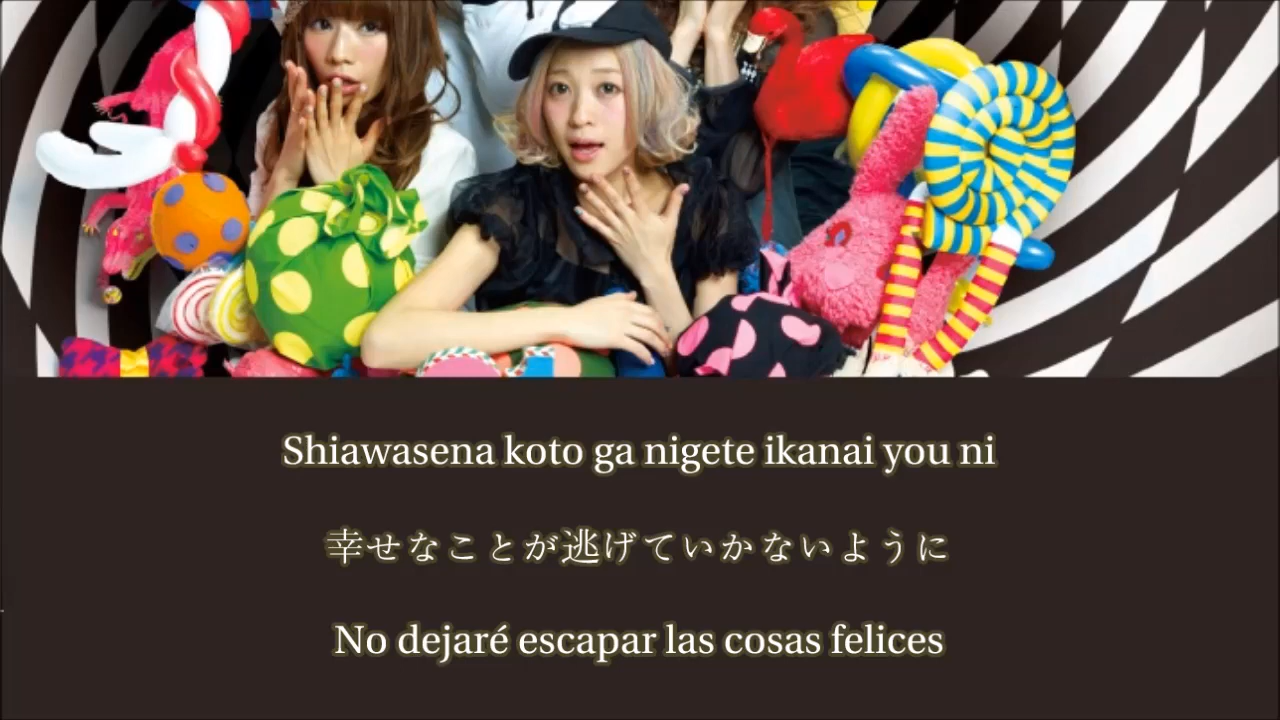 Shiawasena koto ga nigete ikanai you ni
幸せなことが逃げていかないように
No dejaré escapar las cosas felices